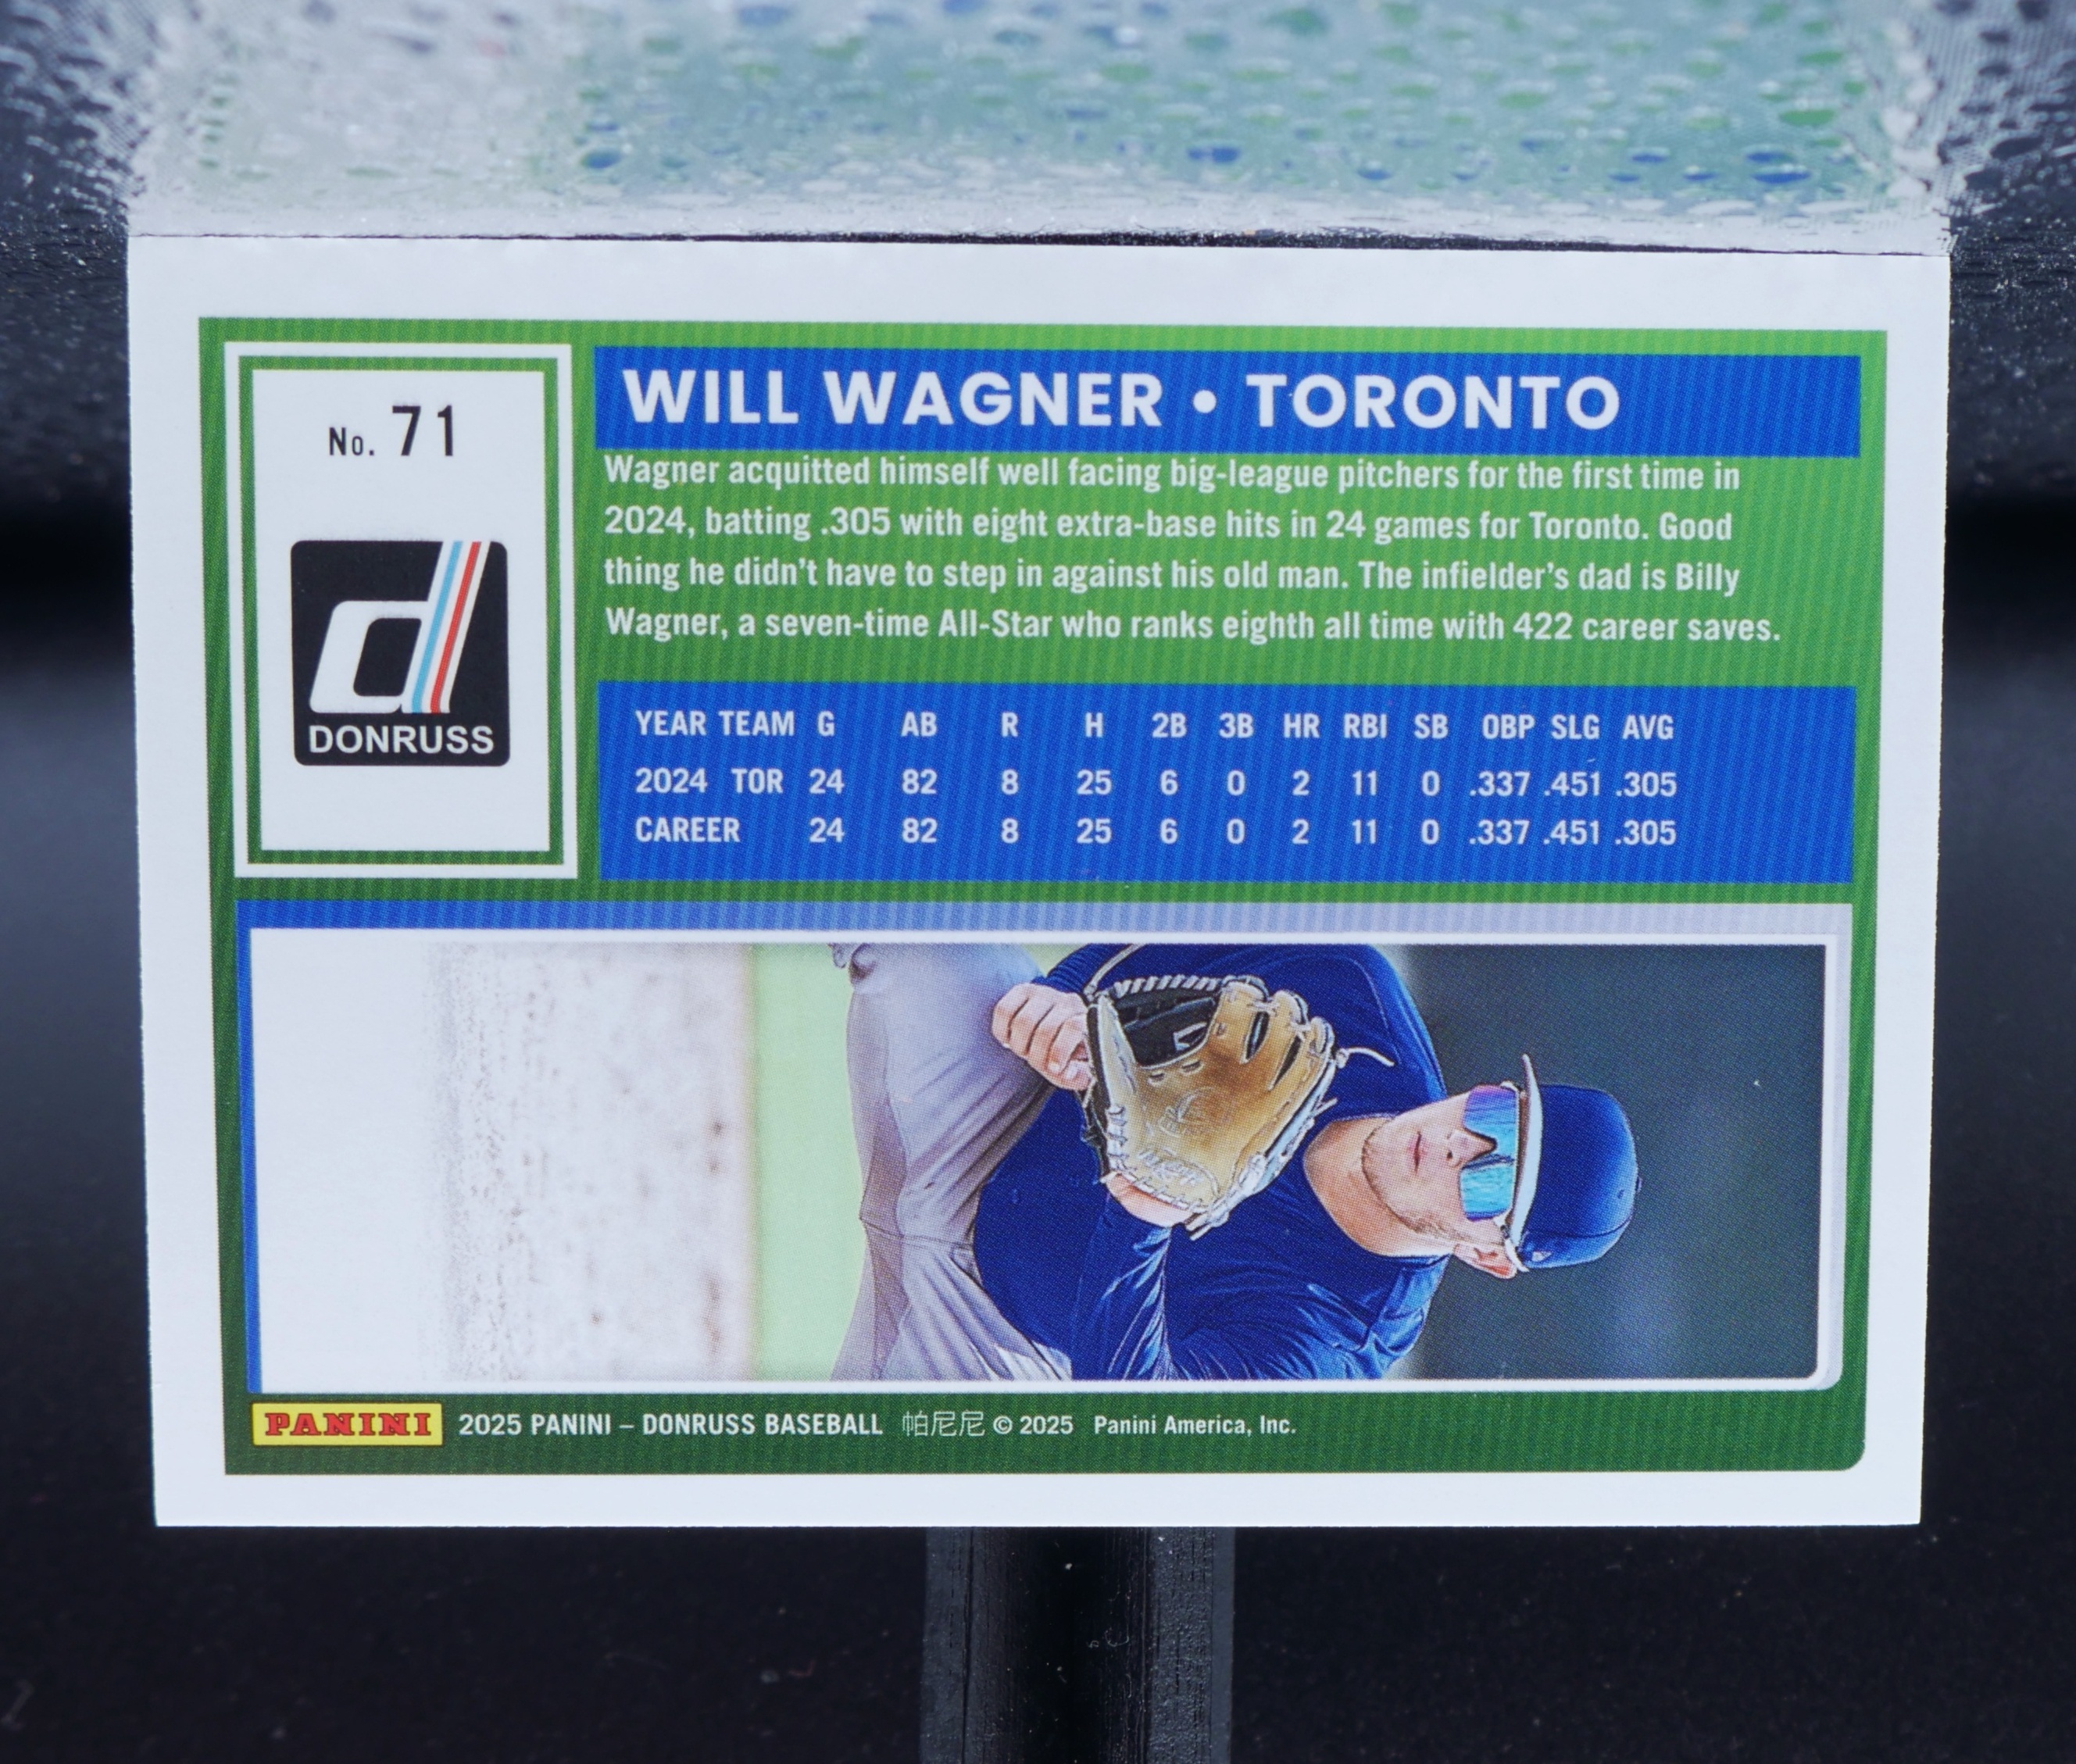 No. 71
DONRUSS
WILL WAGNER • TORONTO
Wagner acquitted himself well facing big-league pitchers for the first time in
2024, batting .305 with eight extra-base hits in 24 games for Toronto. Good
thing he didn't have to step in against his old man. The infielder's dad is Billy
Wagner, a seven-time All-Star who ranks eighth all time with 422 career saves.
YEAR TEAM G AB R H 2B 3B HR RBI SB OBP SLG AVG
2024 TOR 24 82 8 25 6 0 2 11 0 .337 .451 .305
CAREER 24 82 8 25 6 0 2 11 0 .337 .451 .305
PANINI 2025 PANINI – DONRUSS BASEBALL 帕尼尼 © 2025 Panini America, Inc.